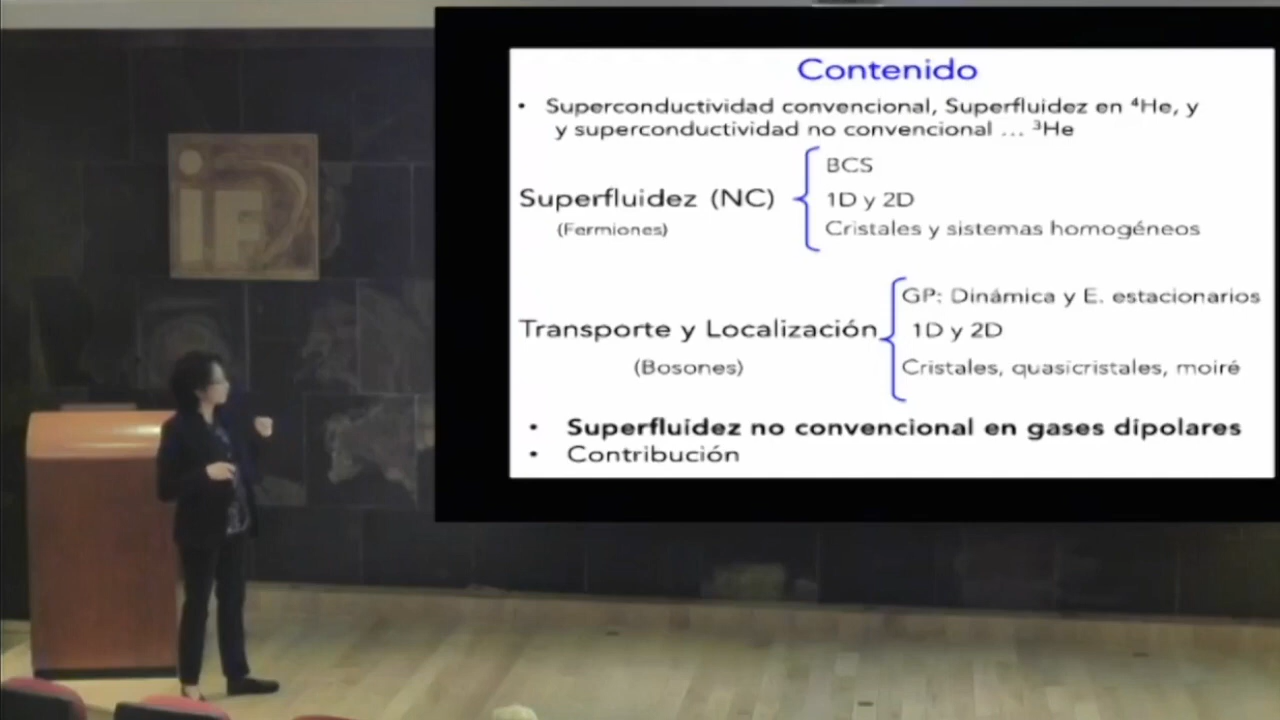 iF
Contenido
• Superconductividad convencional, Superfluidez en ⁴He, y
y superconductividad no convencional ... ³He
BCS
Superfluidez (NC)
1D y 2D
(Fermiones)
Cristales y sistemas homogéneos
GP: Dinámica y E. estacionarios
Transporte y Localización
1D y 2D
(Bosones)
Cristales, quasicristales, moiré
• Superfluidez no convencional en gases dipolares
• Contribución